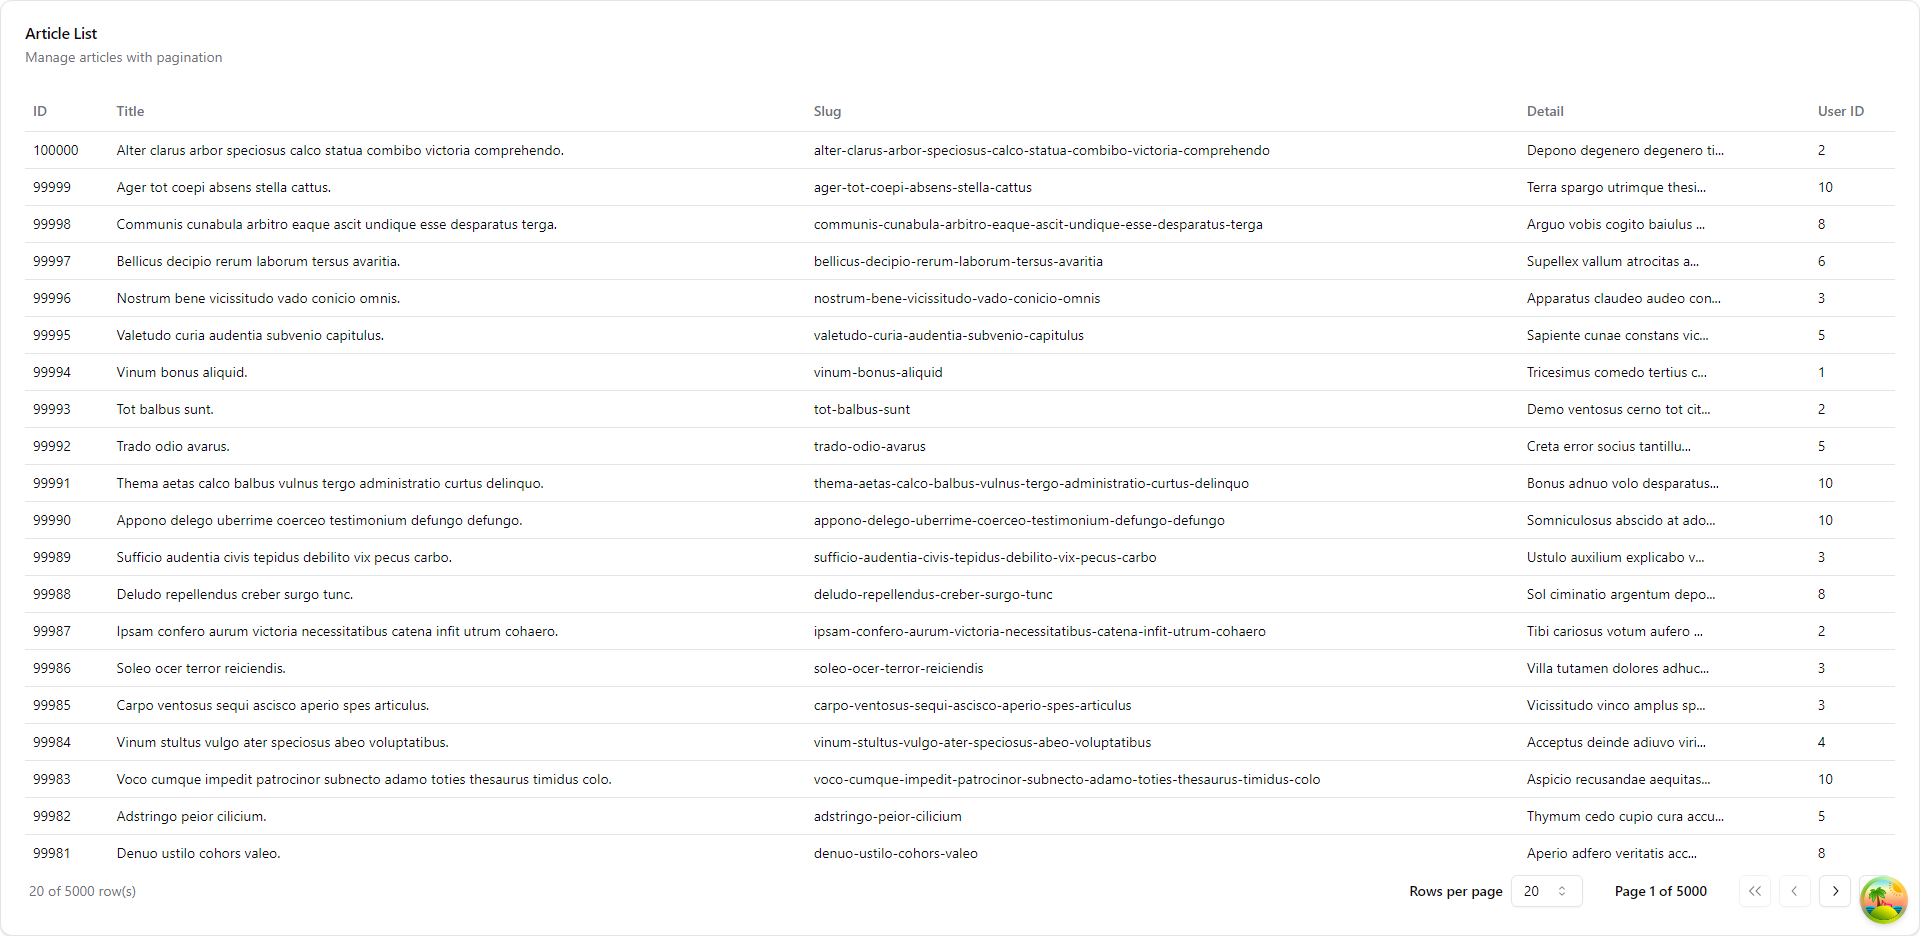 Article List
Manage articles with pagination
ID Title Slug Detail User ID
100000 Alter clarus arbor speciosus calco statua combibo victoria comprehendo. alter-clarus-arbor-speciosus-calco-statua-combibo-victoria-comprehendo Depono degenero degenero ti... 2
99999 Ager tot coepi absens stella cattus. ager-tot-coepi-absens-stella-cattus Terra spargo utrimque thesi... 10
99998 Communis cunabula arbitro eaque ascit undique esse desparatus terga. communis-cunabula-arbitro-eaque-ascit-undique-esse-desparatus-terga Arguo vobis cogito baiulus ... 8
99997 Bellicus decipio rerum laborum tersus avaritia. bellicus-decipio-rerum-laborum-tersus-avaritia Supellex vallum atrocitas a... 6
99996 Nostrum bene vicissitudo vado conicio omnis. nostrum-bene-vicissitudo-vado-conicio-omnis Apparatus claudeo audeo con... 3
99995 Valetudo curia audentia subvenio capitulus. valetudo-curia-audentia-subvenio-capitulus Sapiente cunae constans vic... 5
99994 Vinum bonus aliquid. vinum-bonus-aliquid Tricesimus comedo tertius c... 1
99993 Tot balbus sunt. tot-balbus-sunt Demo ventosus cerno tot cit... 2
99992 Trado odio avarus. trado-odio-avarus Creta error socius tantillu... 5
99991 Thema aetas calco balbus vulnus tergo administratio curtus delinquo. thema-aetas-calco-balbus-vulnus-tergo-administratio-curtus-delinquo Bonus adnuo volo desparatus... 10
99990 Appono delego uberrime coerceo testimonium defungo defungo. appono-delego-uberrime-coerceo-testimonium-defungo-defungo Somniculosus abscido at ado... 10
99989 Sufficio audentia civis tepidus debilito vix pecus carbo. sufficio-audentia-civis-tepidus-debilito-vix-pecus-carbo Ustulo auxilium explicabo v... 3
99988 Deludo repellendus creber surgo tunc. deludo-repellendus-creber-surgo-tunc Sol ciminatio argentum depo... 8
99987 Ipsam confero aurum victoria necessitatibus catena infit utrum cohaero. ipsam-confero-aurum-victoria-necessitatibus-catena-infit-utrum-cohaero Tibi cariosus votum aufero ... 2
99986 Soleo ocer terror reiciendis. soleo-ocer-terror-reiciendis Villa tutamen dolores adhuc... 3
99985 Carpo ventosus sequi ascisco aperio spes articulus. carpo-ventosus-sequi-ascisco-aperio-spes-articulus Vicissitudo vinco amplus sp... 3
99984 Vinum stultus vulgo ater speciosus abeo voluptatibus. vinum-stultus-vulgo-ater-speciosus-abeo-voluptatibus Acceptus deinde adiuvo viri... 4
99983 Voco cumque impedit patrocinor subnecto adamo toties thesaurus timidus colo. voco-cumque-impedit-patrocinor-subnecto-adamo-toties-thesaurus-timidus-colo Aspicio recusandae aequitas... 10
99982 Adstringo peior cilicium. adstringo-peior-cilicium Thymum cedo cupio cura accu... 5
99981 Denuo ustilo cohors valeo. denuo-ustilo-cohors-valeo Aperio adfero veritatis acc... 8
20 of 5000 row(s) Rows per page 20 Page 1 of 5000